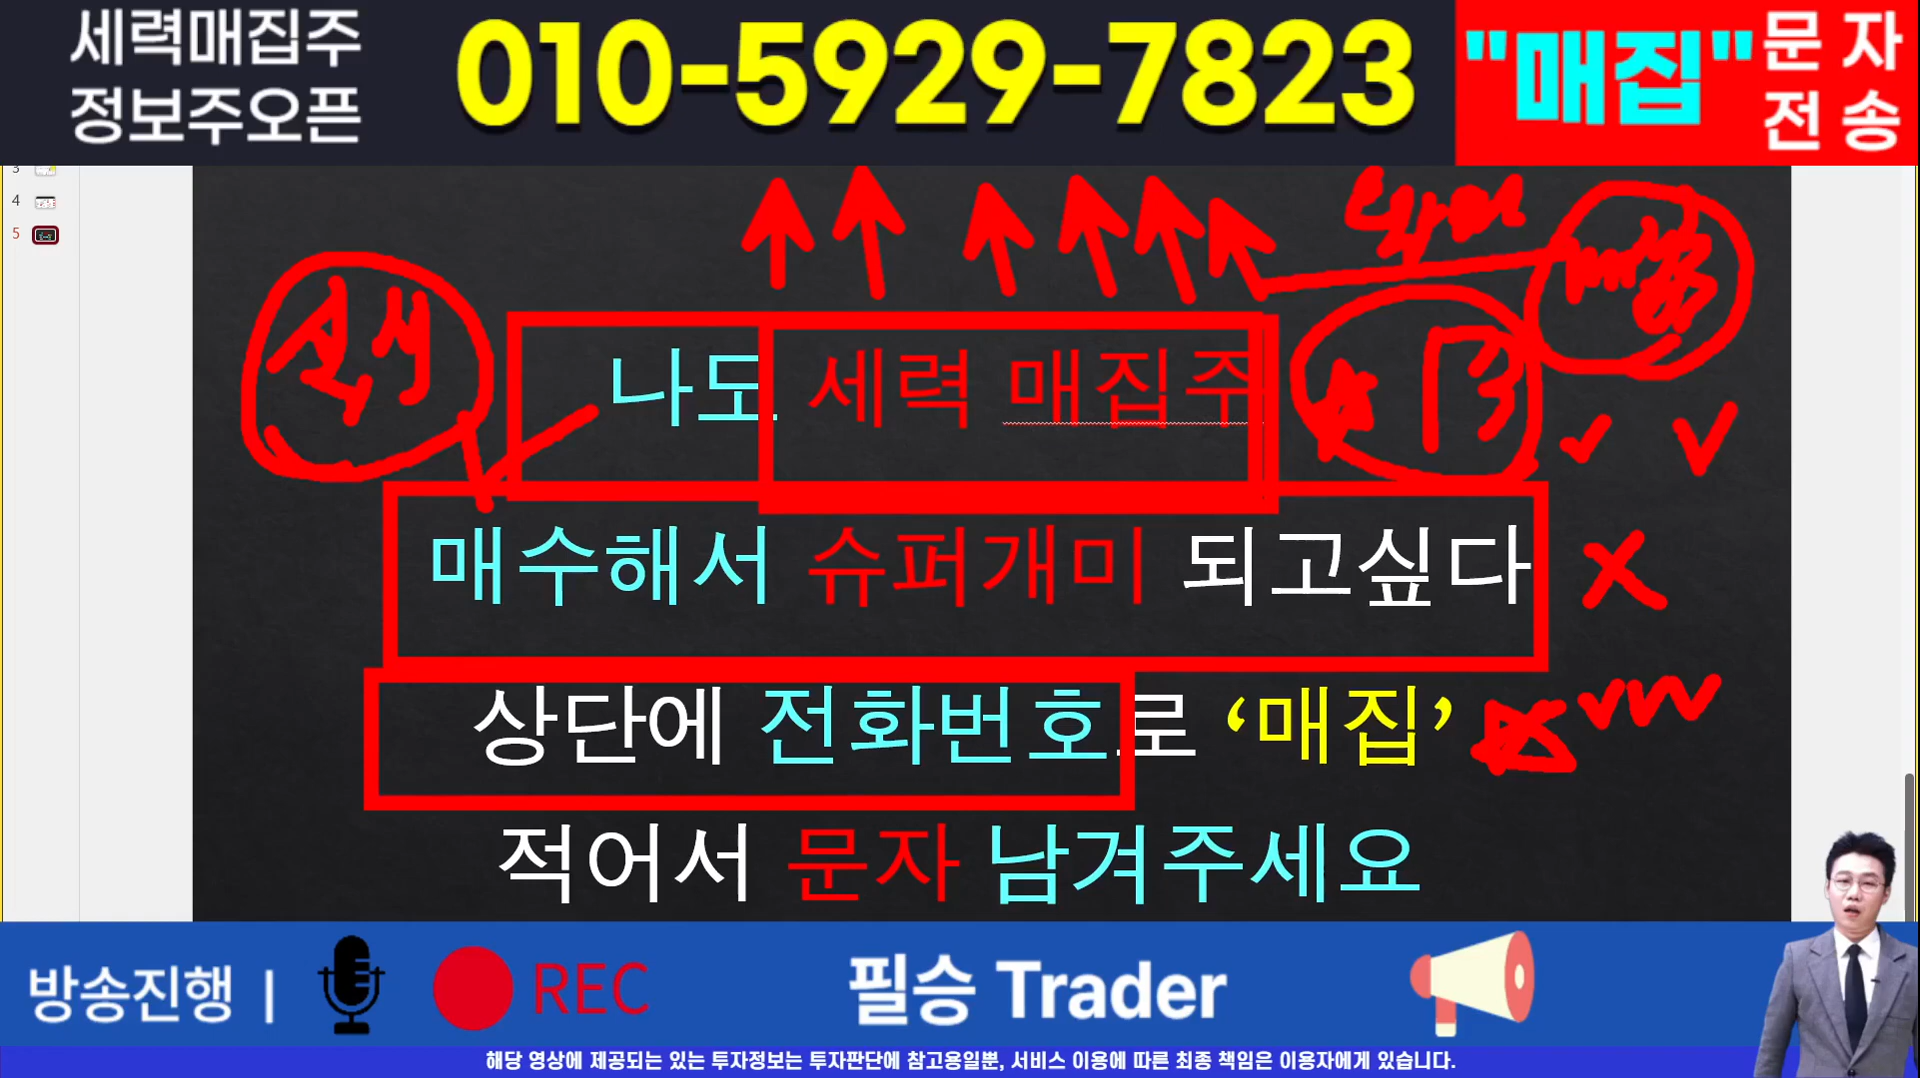 세력매집주
정보주오픈
010-5929-7823
"매집"
문자
전송
3
4
5
나도 세력 매집주
매수해서 슈퍼개미 되고싶다
상단에 전화번호로 ‘매집’
적어서 문자 남겨주세요
방송진행 |
REC
필승 Trader
해당 영상에 제공되는 있는 투자정보는 투자판단에 참고용일뿐, 서비스 이용에 따른 최종 책임은 이용자에게 있습니다.